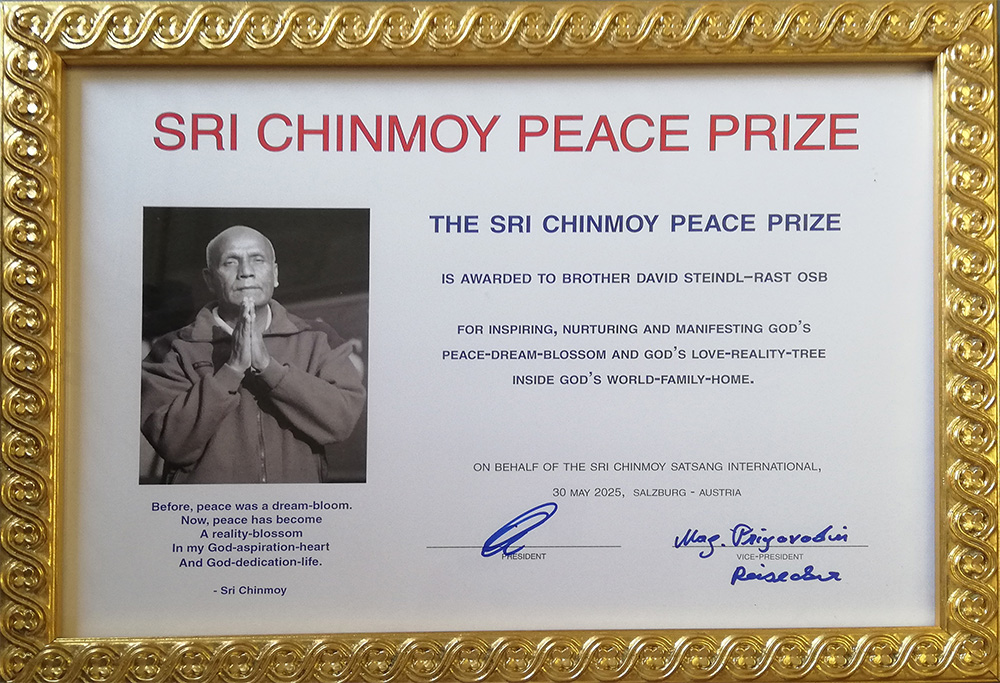 SRI CHINMOY PEACE PRIZE
THE SRI CHINMOY PEACE PRIZE
IS AWARDED TO BROTHER DAVID STEINDL–RAST OSB
FOR INSPIRING, NURTURING AND MANIFESTING GOD'S
PEACE-DREAM-BLOSSOM AND GOD'S LOVE-REALITY-TREE
INSIDE GOD'S WORLD-FAMILY-HOME.
Before, peace was a dream-bloom.
Now, peace has become
A reality-blossom
In my God-aspiration-heart
And God-dedication-life.
- Sri Chinmoy
ON BEHALF OF THE SRI CHINMOY SATSANG INTERNATIONAL,
30 MAY 2025, SALZBURG - AUSTRIA
PRESIDENT
Mag.
VICE-PRESIDENT